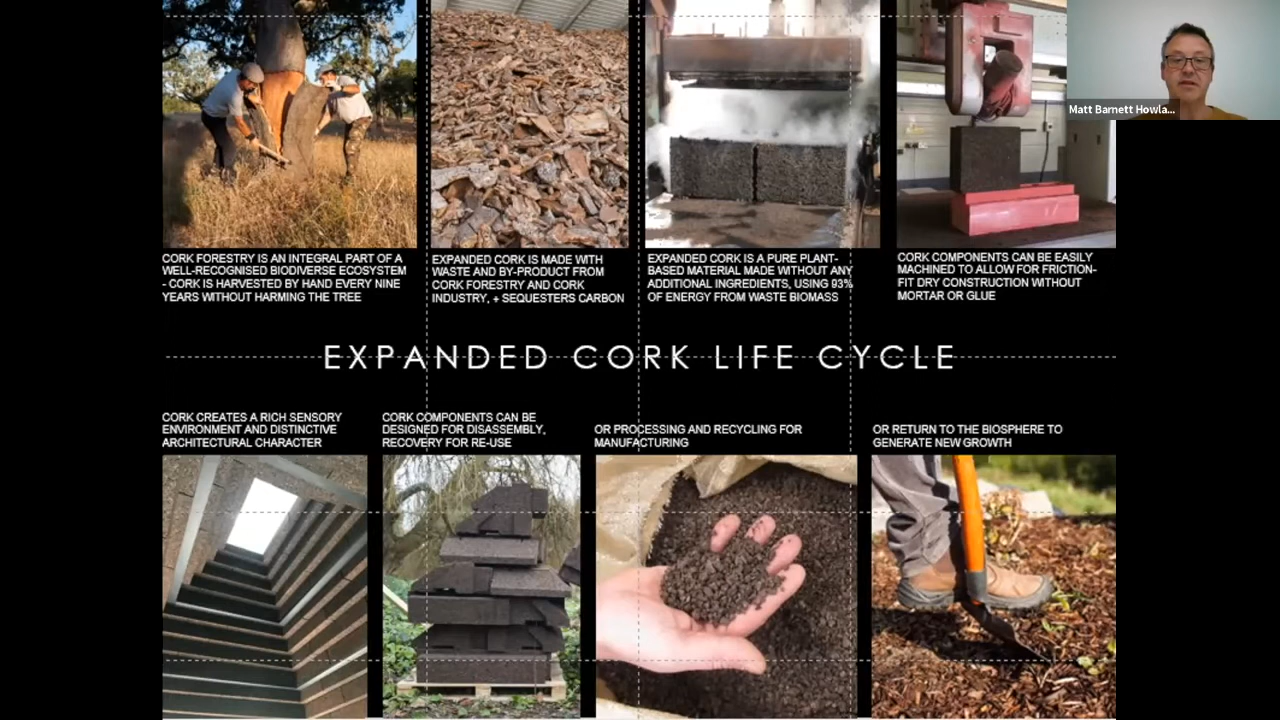 Matt Barnett Howla...
CORK FORESTRY IS AN INTEGRAL PART OF A
WELL-RECOGNISED BIODIVERSE ECOSYSTEM
- CORK IS HARVESTED BY HAND EVERY NINE
YEARS WITHOUT HARMING THE TREE
EXPANDED CORK IS MADE WITH
WASTE AND BY-PRODUCT FROM
CORK FORESTRY AND CORK
INDUSTRY, + SEQUESTERS CARBON
EXPANDED CORK IS A PURE PLANT-
BASED MATERIAL MADE WITHOUT ANY
ADDITIONAL INGREDIENTS, USING 93%
OF ENERGY FROM WASTE BIOMASS
CORK COMPONENTS CAN BE EASILY
MACHINED TO ALLOW FOR FRICTION-
FIT DRY CONSTRUCTION WITHOUT
MORTAR OR GLUE
EXPANDED CORK LIFE CYCLE
CORK CREATES A RICH SENSORY
ENVIRONMENT AND DISTINCTIVE
ARCHITECTURAL CHARACTER
CORK COMPONENTS CAN BE
DESIGNED FOR DISASSEMBLY,
RECOVERY FOR RE-USE
OR PROCESSING AND RECYCLING FOR
MANUFACTURING
OR RETURN TO THE BIOSPHERE TO
GENERATE NEW GROWTH